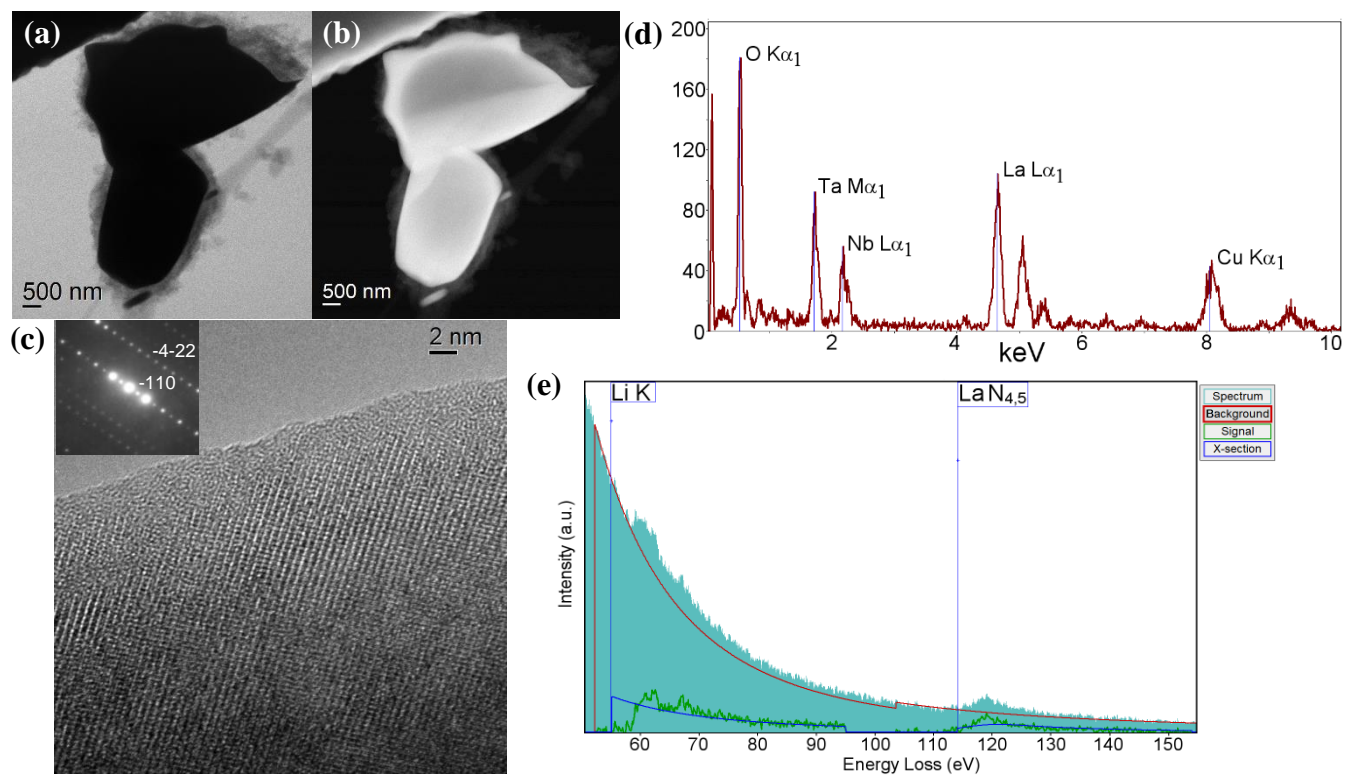 (a)
500 nm
(b)
500 nm
(c)
-4-22
-110
2 nm
(d)
200
160
120
80
40
0
O Kα1
Ta Mα1
Nb Lα1
La Lα1
Cu Kα1
2
4
6
8
10
keV
(e)
Li K
La N4,5
Spectrum
Background
Signal
X-section
Intensity (a.u.)
60
70
80
90
100
110
120
130
140
150
Energy Loss (eV)